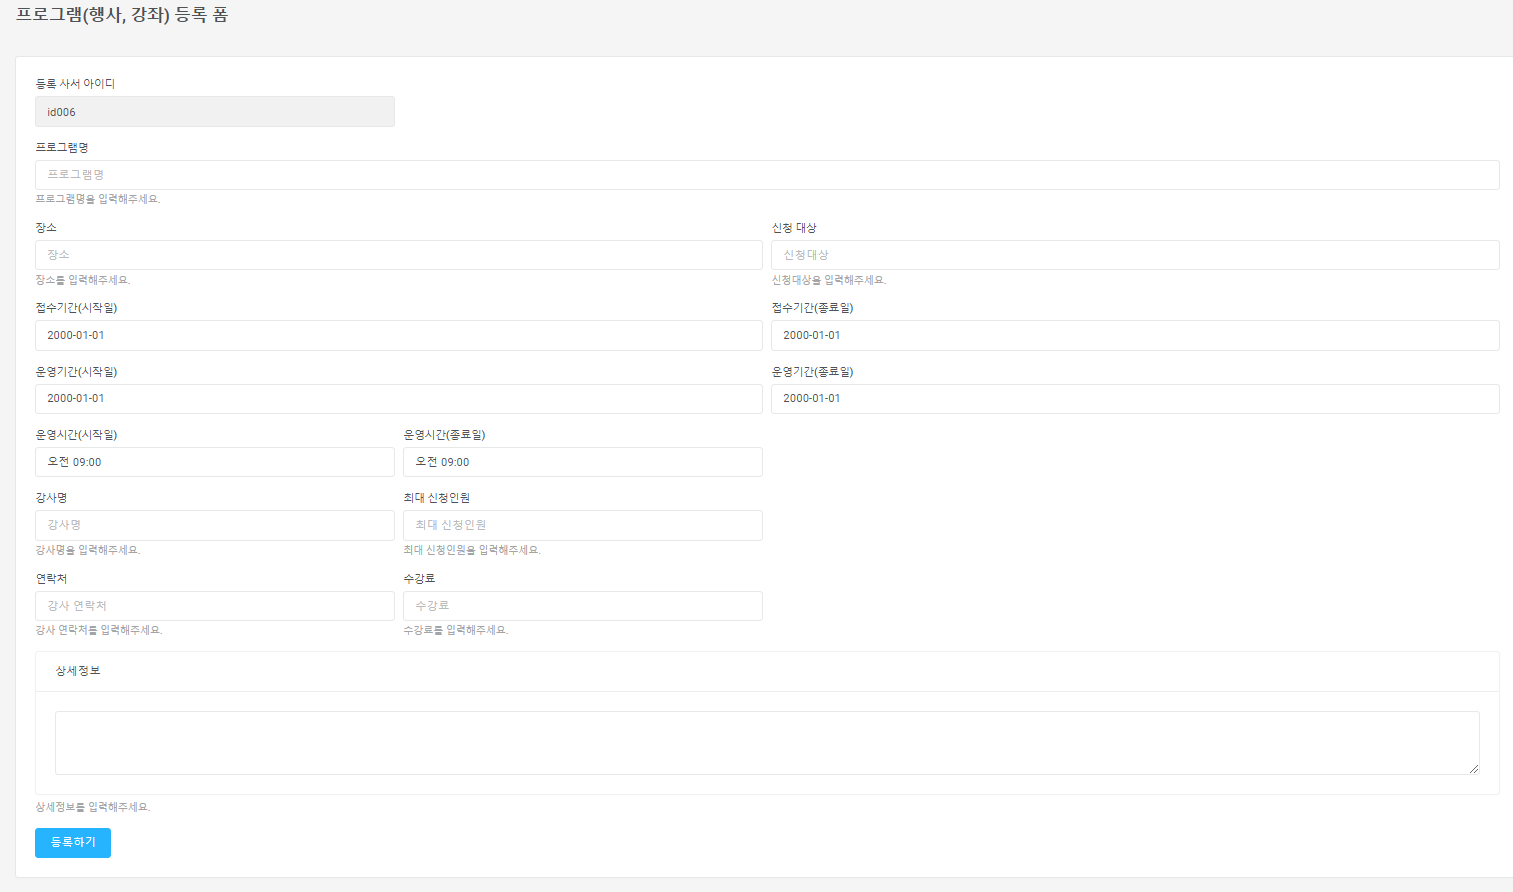 프로그램(행사, 강좌) 등록 폼
등록 사서 아이디
id006
프로그램명
프로그램명
프로그램명을 입력해주세요.
장소 신청 대상
장소 신청대상
장소를 입력해주세요. 신청대상을 입력해주세요.
접수기간(시작일) 접수기간(종료일)
2000-01-01 2000-01-01
운영기간(시작일) 운영기간(종료일)
2000-01-01 2000-01-01
운영시간(시작일) 운영시간(종료일)
오전 09:00 오전 09:00
강사명 최대 신청인원
강사명 최대 신청인원
강사명을 입력해주세요. 최대 신청인원을 입력해주세요.
연락처 수강료
강사 연락처 수강료
강사 연락처를 입력해주세요. 수강료를 입력해주세요.
상세정보
상세정보를 입력해주세요.
등록하기